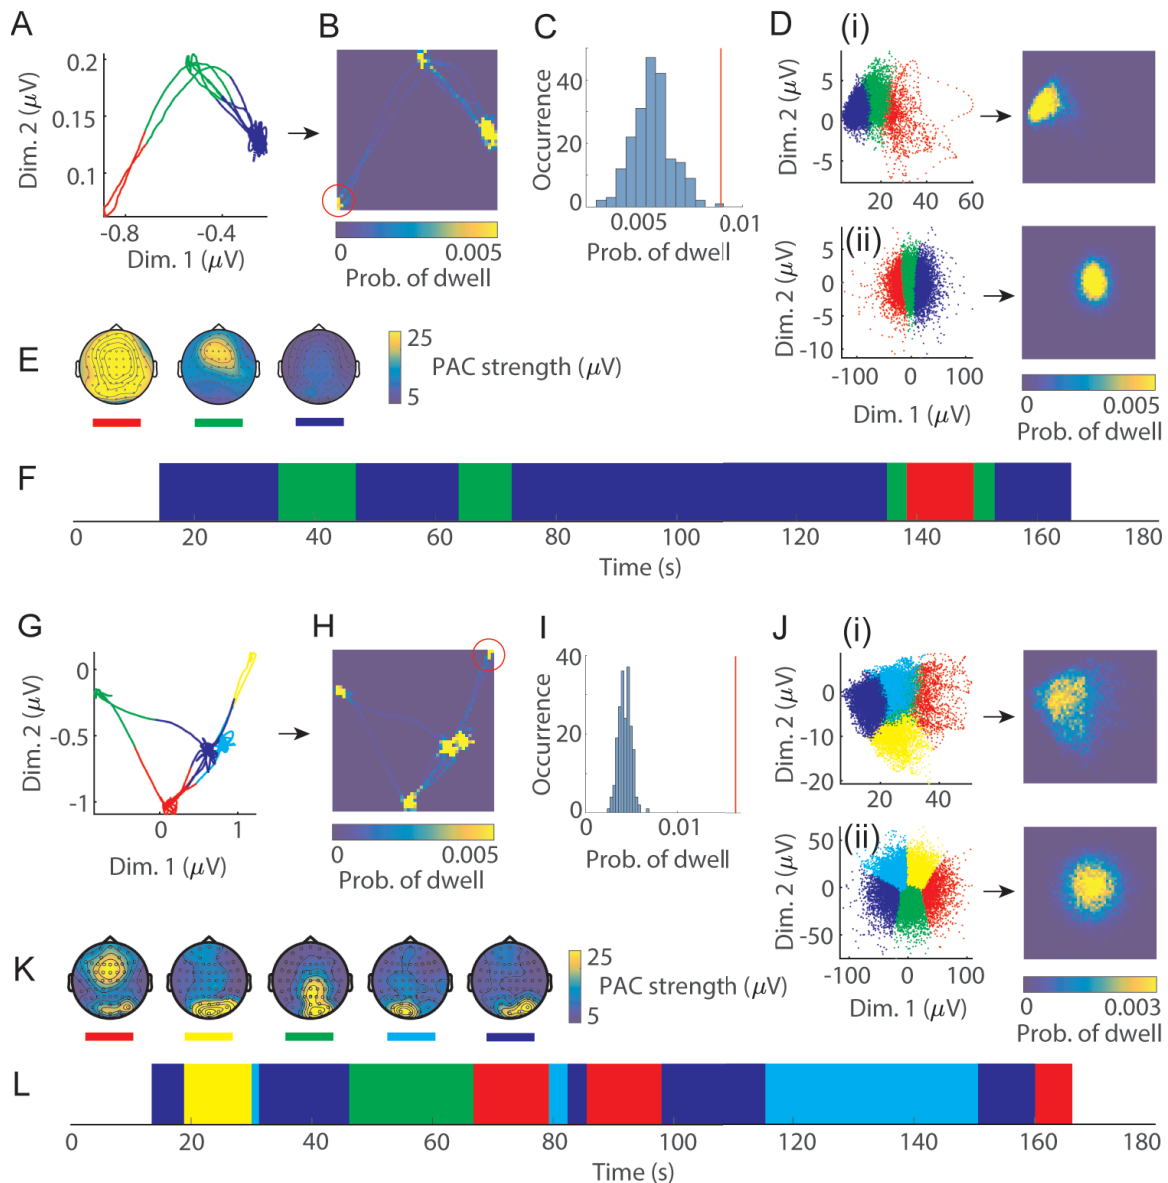 A
Dim. 2 (μV)
0.2
0.15
0.1
-0.8
-0.4
Dim. 1 (μV)
B
0
0.005
Prob. of dwell
C
Occurrence
40
20
0
0.005
0.01
Prob. of dwell
D
(i)
5
0
-5
20
40
60
(ii)
Dim. 2 (μV)
5
0
-5
-10
-100
0
100
Dim. 1 (μV)
0
0.005
Prob. of dwell
E
25
5
PAC strength (μV)
F
0
20
40
60
80
100
120
140
160
180
Time (s)
G
Dim. 2 (μV)
0
-0.5
-1
0
1
Dim. 1 (μV)
H
0
0.005
Prob. of dwell
I
Occurrence
40
20
0
0
0.01
Prob. of dwell
J
(i)
Dim. 2 (μV)
0
-10
-20
20
40
(ii)
Dim. 2 (μV)
50
0
-50
-100
0
100
Dim. 1 (μV)
0
0.003
Prob. of dwell
K
25
5
PAC strength (μV)
L
0
20
40
60
80
100
120
140
160
180
Time (s)